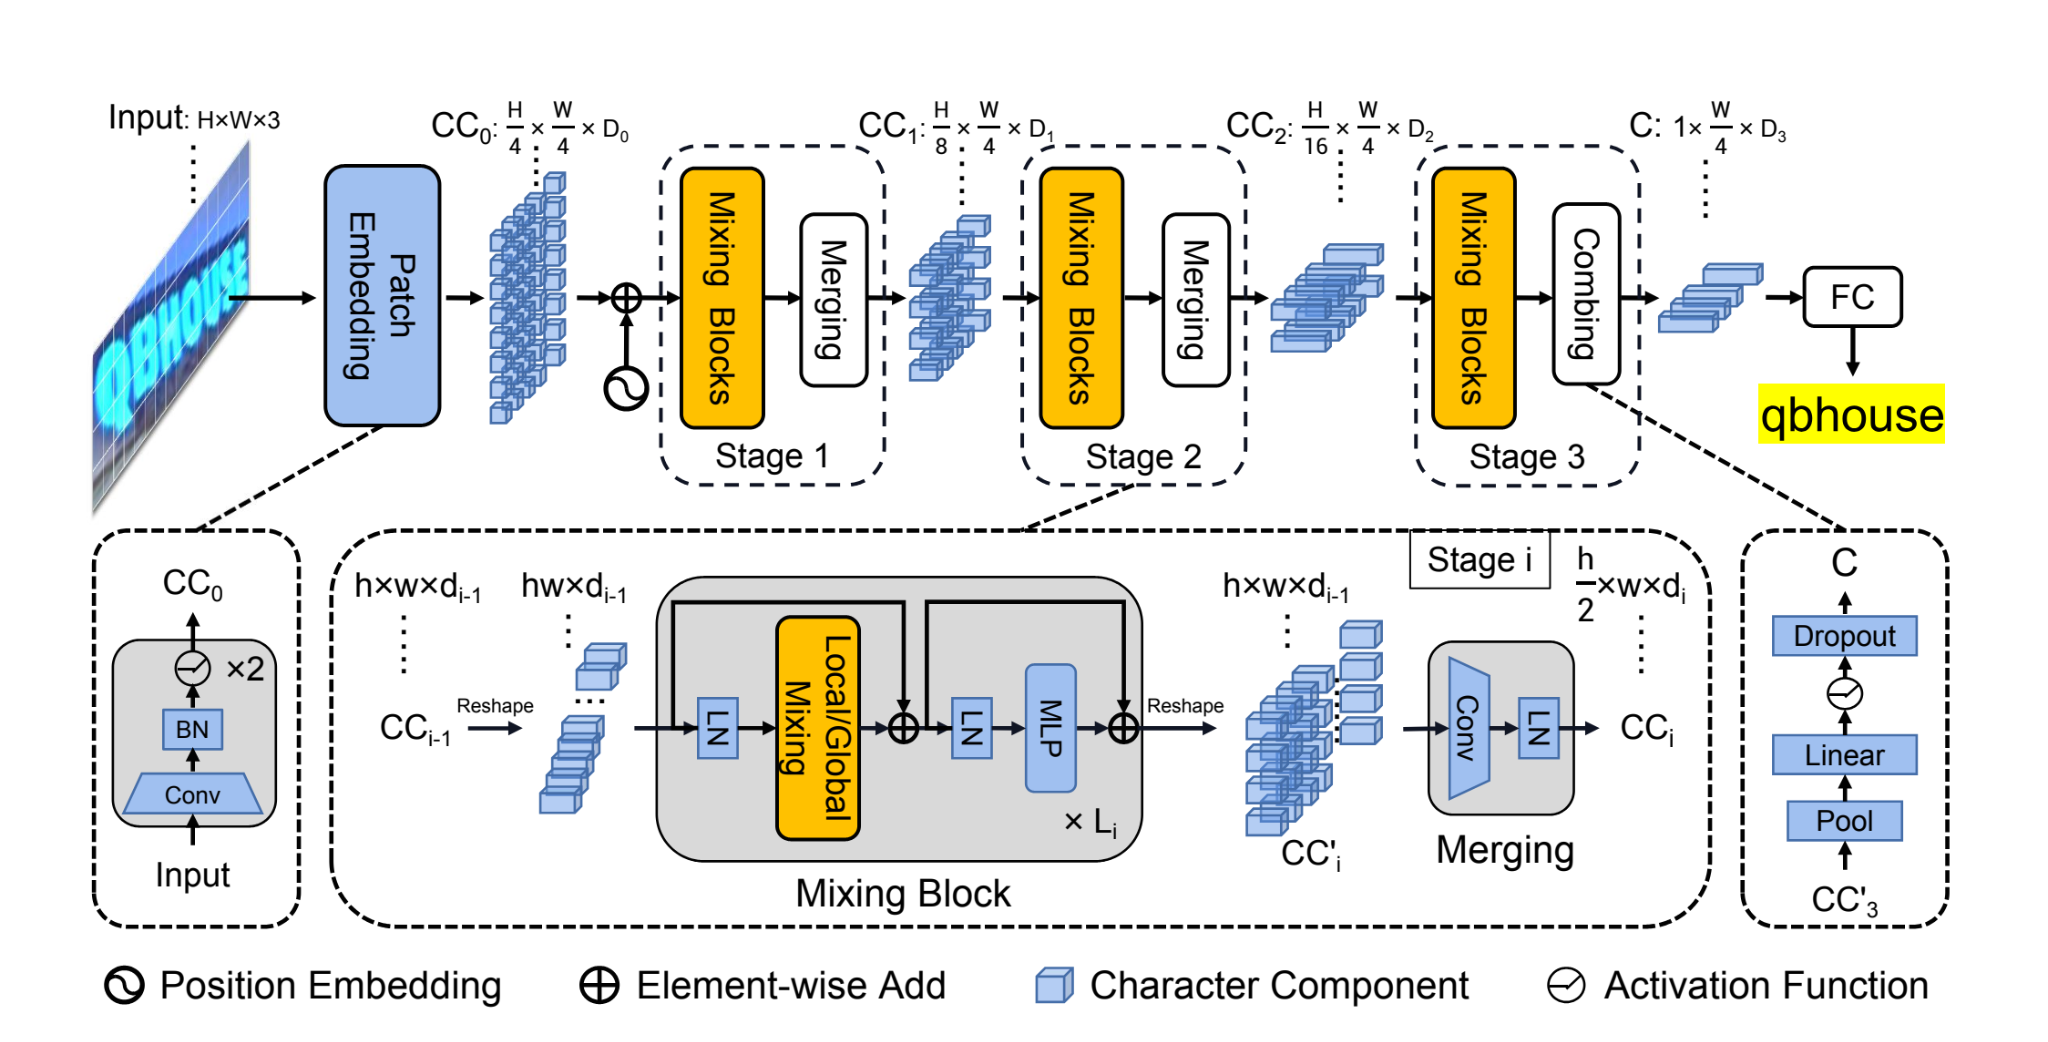 Input: H×W×3
CC₀: H/4 × W/4 × D₀
CC₁: H/8 × W/4 × D₁
CC₂: H/16 × W/4 × D₂
C: 1× W/4 × D₃
QBHOUSE
Patch Embedding
Mixing Blocks
Merging
Stage 1
Mixing Blocks
Merging
Stage 2
Mixing Blocks
Combing
Stage 3
FC
qbhouse
CC₀
×2
BN
Conv
Input
Stage i
h×w×dᵢ₋₁
hw×dᵢ₋₁
h×w×dᵢ₋₁
h/2 ×w×dᵢ
CCᵢ₋₁
Reshape
LN
Local/Global Mixing
LN
MLP
× Lᵢ
Mixing Block
Reshape
CC'ᵢ
Conv
LN
CCᵢ
Merging
C
Dropout
Linear
Pool
CC'₃
Position Embedding
Element-wise Add
Character Component
Activation Function